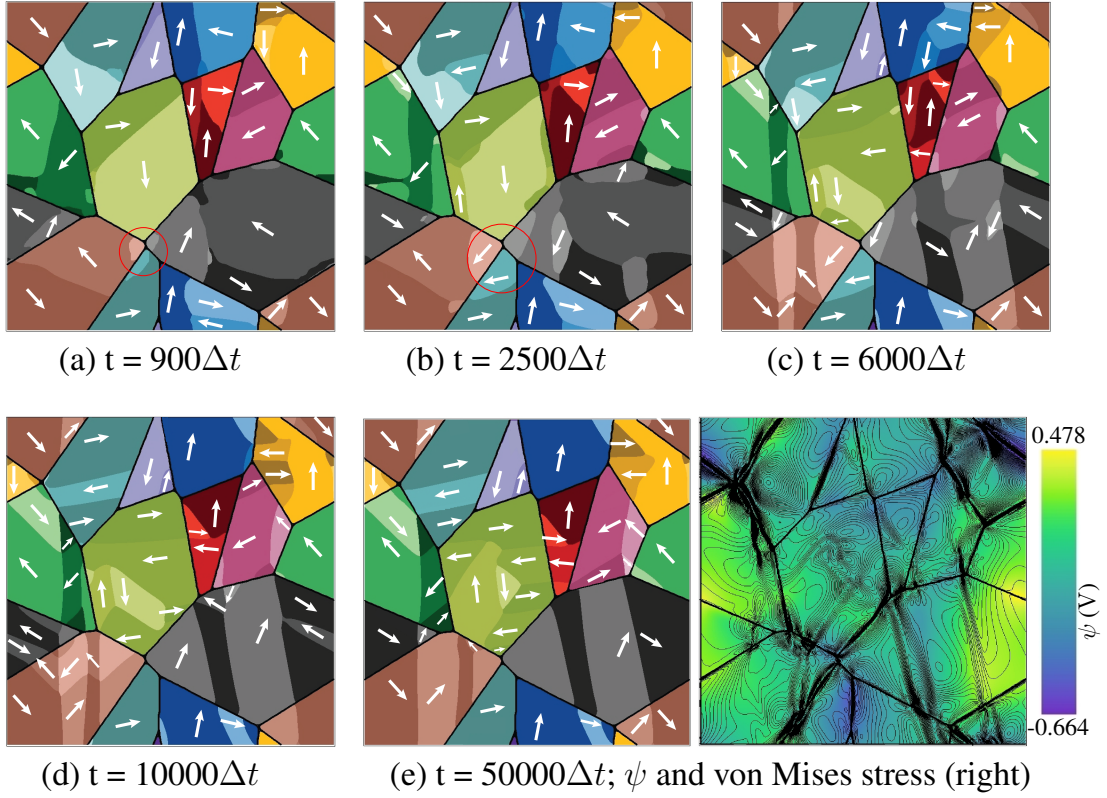 (a) t = 900Δt
(b) t = 2500Δt
(c) t = 6000Δt
0.478
ψ (V)
-0.664
(d) t = 10000Δt
(e) t = 50000Δt; ψ and von Mises stress (right)